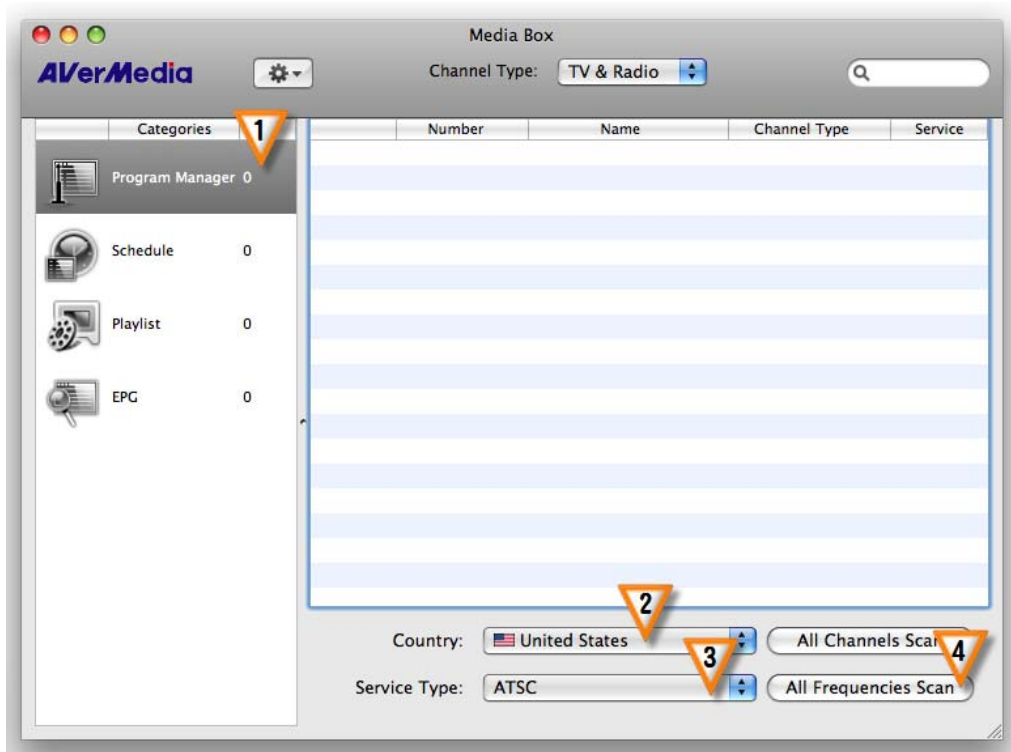 Media Box
AVerMedia
Channel Type: TV & Radio
Categories
1
Number Name Channel Type Service
Program Manager 0
Schedule 0
Playlist 0
EPG 0
2
Country: United States All Channels Scan
3
4
Service Type: ATSC All Frequencies Scan